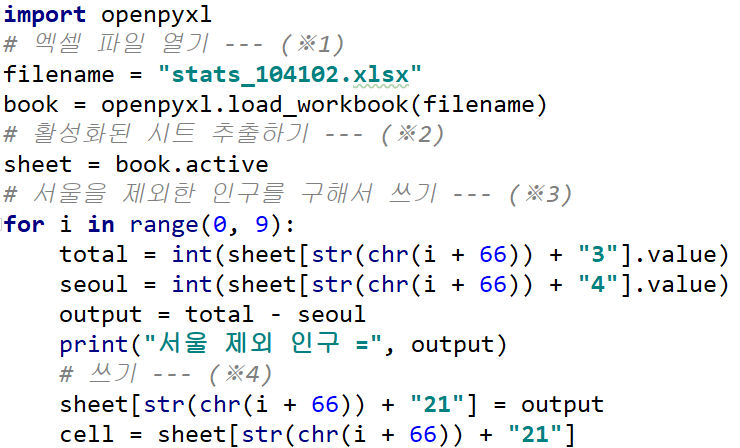 import openpyxl
# 엑셀 파일 열기 --- (※1)
filename = "stats_104102.xlsx"
book = openpyxl.load_workbook(filename)
# 활성화된 시트 추출하기 --- (※2)
sheet = book.active
# 서울을 제외한 인구를 구해서 쓰기 --- (※3)
for i in range(0, 9):
    total = int(sheet[str(chr(i + 66)) + "3"].value)
    seoul = int(sheet[str(chr(i + 66)) + "4"].value)
    output = total - seoul
    print("서울 제외 인구 =", output)
    # 쓰기 --- (※4)
    sheet[str(chr(i + 66)) + "21"] = output
    cell = sheet[str(chr(i + 66)) + "21"]